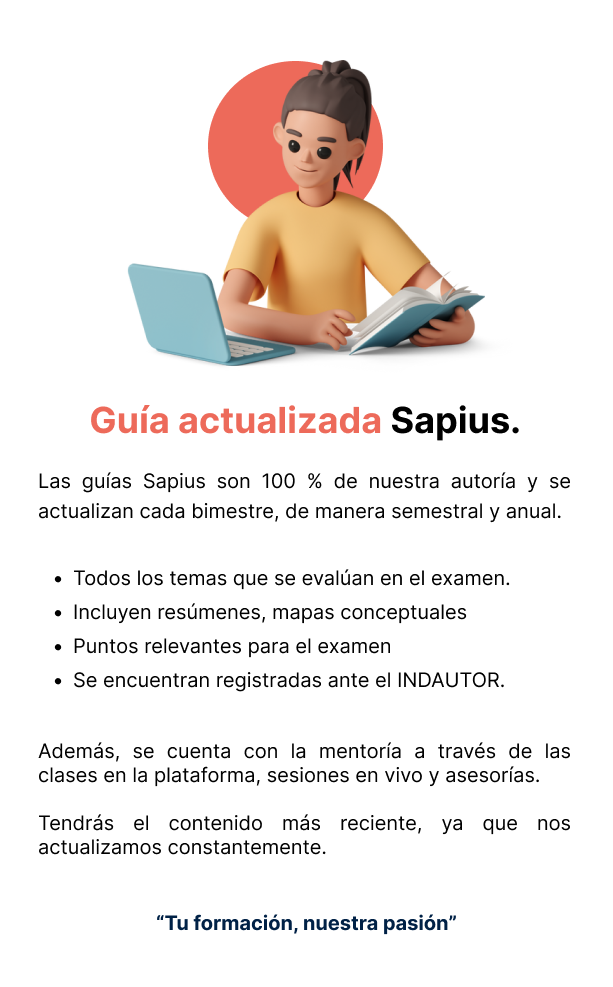 Guía actualizada Sapius.
Las guías Sapius son 100 % de nuestra autoría y se
actualizan cada bimestre, de manera semestral y anual.
• Todos los temas que se evalúan en el examen.
• Incluyen resúmenes, mapas conceptuales
• Puntos relevantes para el examen
• Se encuentran registradas ante el INDAUTOR.
Además, se cuenta con la mentoría a través de las
clases en la plataforma, sesiones en vivo y asesorías.
Tendrás el contenido más reciente, ya que nos
actualizamos constantemente.
“Tu formación, nuestra pasión”